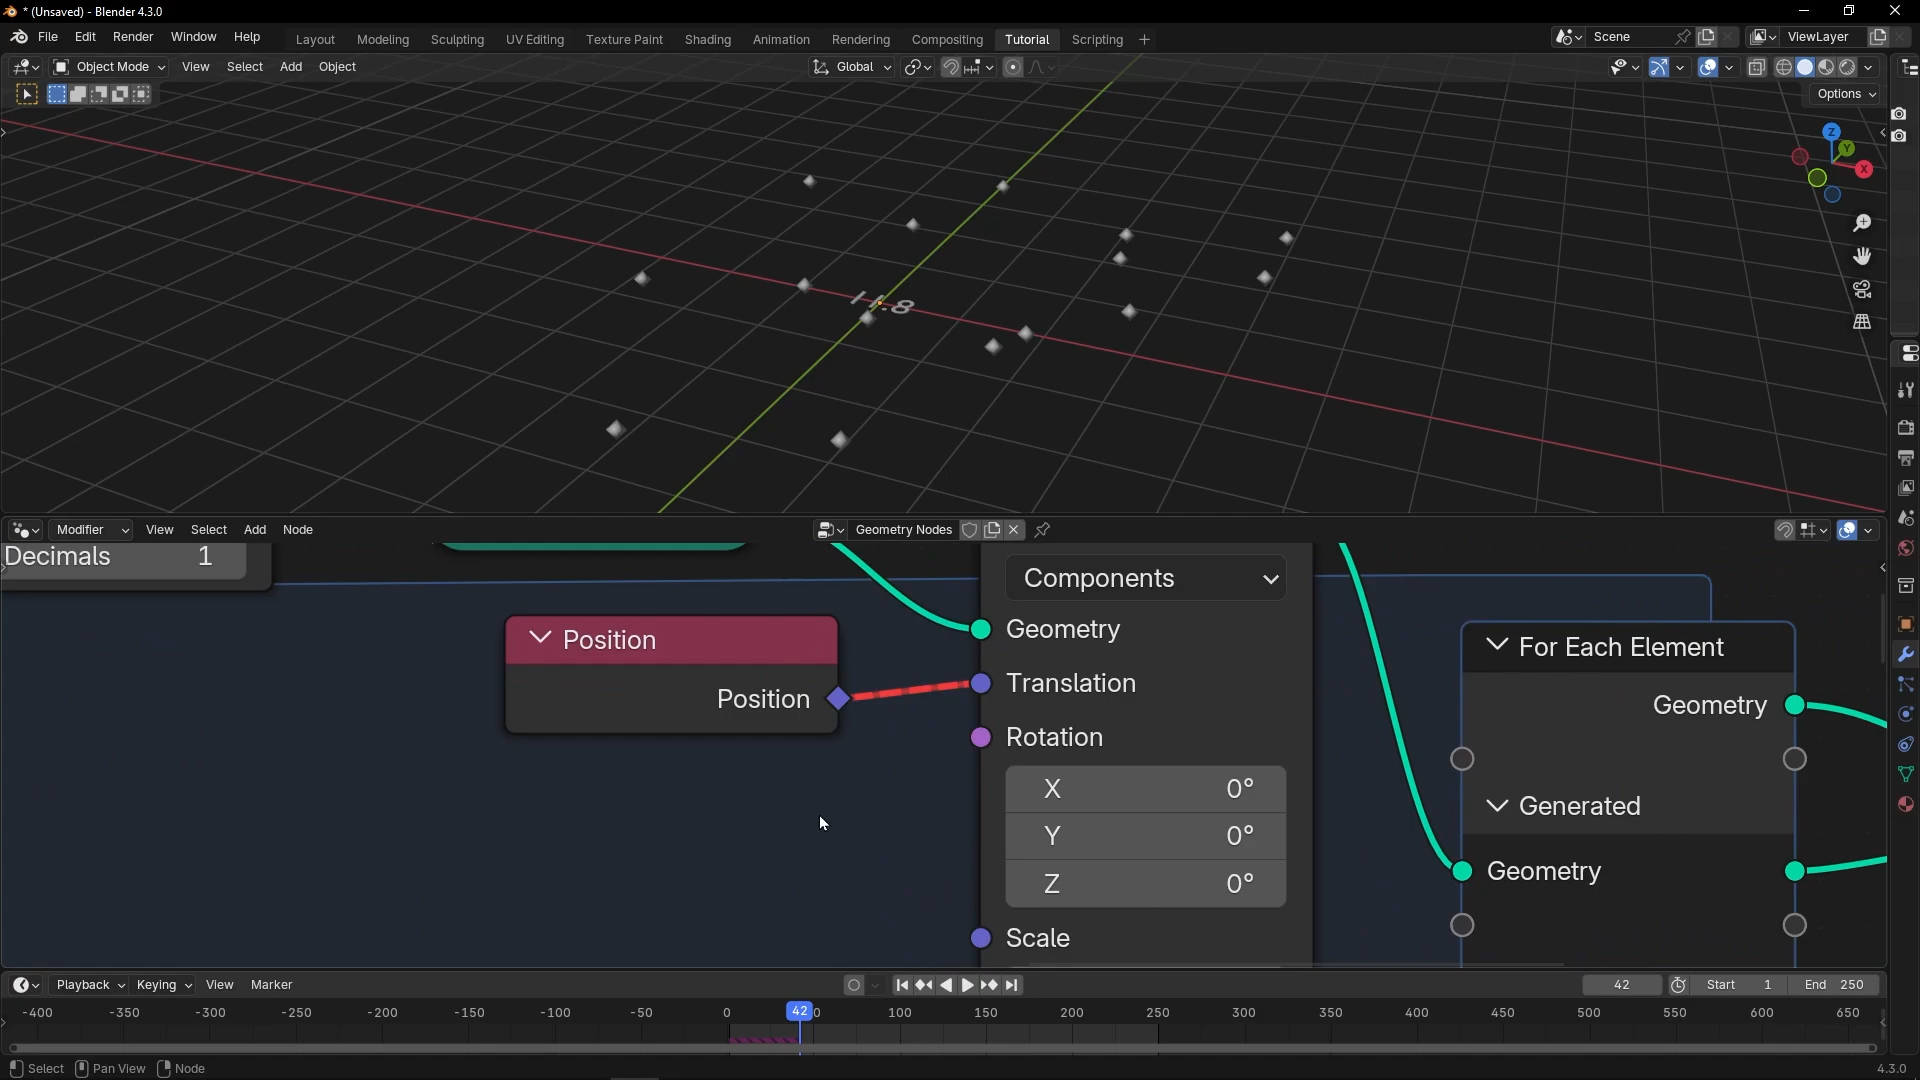 * (Unsaved) - Blender 4.3.0
File Edit Render Window Help Layout Modeling Sculpting UV Editing Texture Paint Shading Animation Rendering Compositing Tutorial Scripting + Scene ViewLayer
Object Mode View Select Add Object Global
Options
Z
Y
X
Modifier View Select Add Node Geometry Nodes
Decimals 1
Components
Geometry
Position
Translation
Position
Rotation
X 0°
Y 0°
Z 0°
Scale
For Each Element
Geometry
Generated
Geometry
Playback Keying View Marker 42 Start 1 End 250
-400 -350 -300 -250 -200 -150 -100 -50 0 42 100 150 200 250 300 350 400 450 500 550 600 650
Select Pan View Node 4.3.0